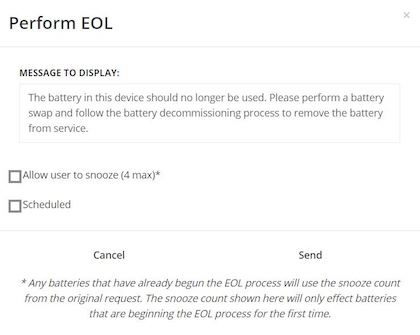 Perform EOL
×
MESSAGE TO DISPLAY:
The battery in this device should no longer be used. Please perform a battery
swap and follow the battery decommissioning process to remove the battery
from service.
Allow user to snooze (4 max)*
Scheduled
Cancel
Send
* Any batteries that have already begun the EOL process will use the snooze count
from the original request. The snooze count shown here will only effect batteries
that are beginning the EOL process for the first time.